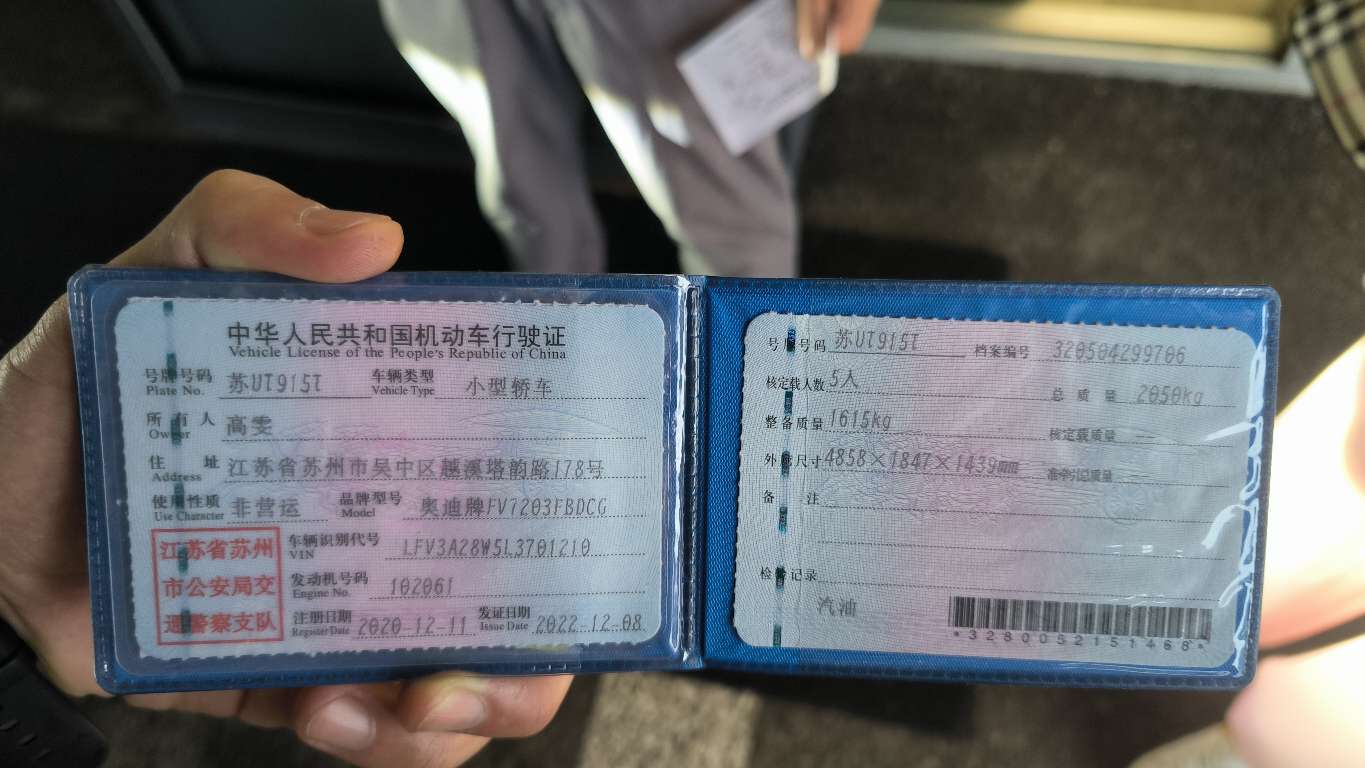 中华人民共和国机动车行驶证
Vehicle License of the People's Republic of China
号牌号码 苏UT915T 车辆类型 小型轿车
Plate No. Vehicle Type
所有人 高雯
Owner
住址 江苏省苏州市吴中区越溪塔韵路178号
Address
使用性质 非营运 品牌型号 奥迪牌FV7203FBDCG
Use Character Model
江苏省苏州
市公安局交
通警察支队
车辆识别代号 LFV3A28W5L3701210
VIN
发动机号码 102061
Engine No.
注册日期 2020-12-11 发证日期 2022-12-08
Register Date Issue Date
号牌号码 苏UT915T 档案编号 320504299706
核定载人数 5人 总质量 2050kg
整备质量 1615kg 核定载质量 --
外廓尺寸 4858×1847×1439mm 准牵引总质量 --
备注
检验记录
汽油
*3280052151468*